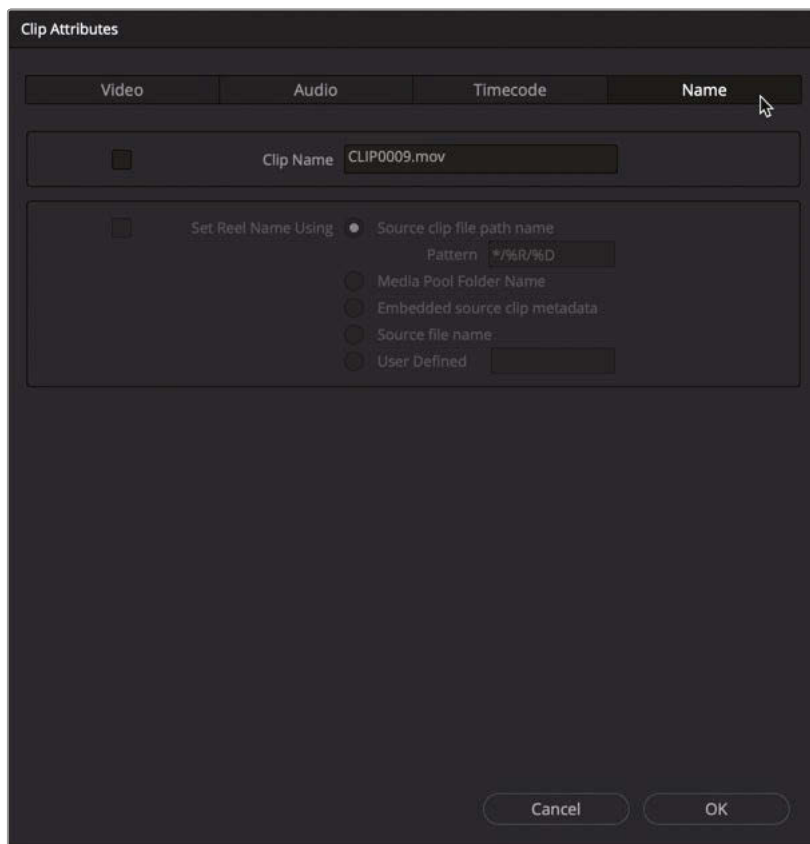 Clip Attributes
Video Audio Timecode Name
Clip Name CLIP0009.mov
Set Reel Name Using Source clip file path name
Pattern */%R/%D
Media Pool Folder Name
Embedded source clip metadata
Source file name
User Defined
Cancel OK